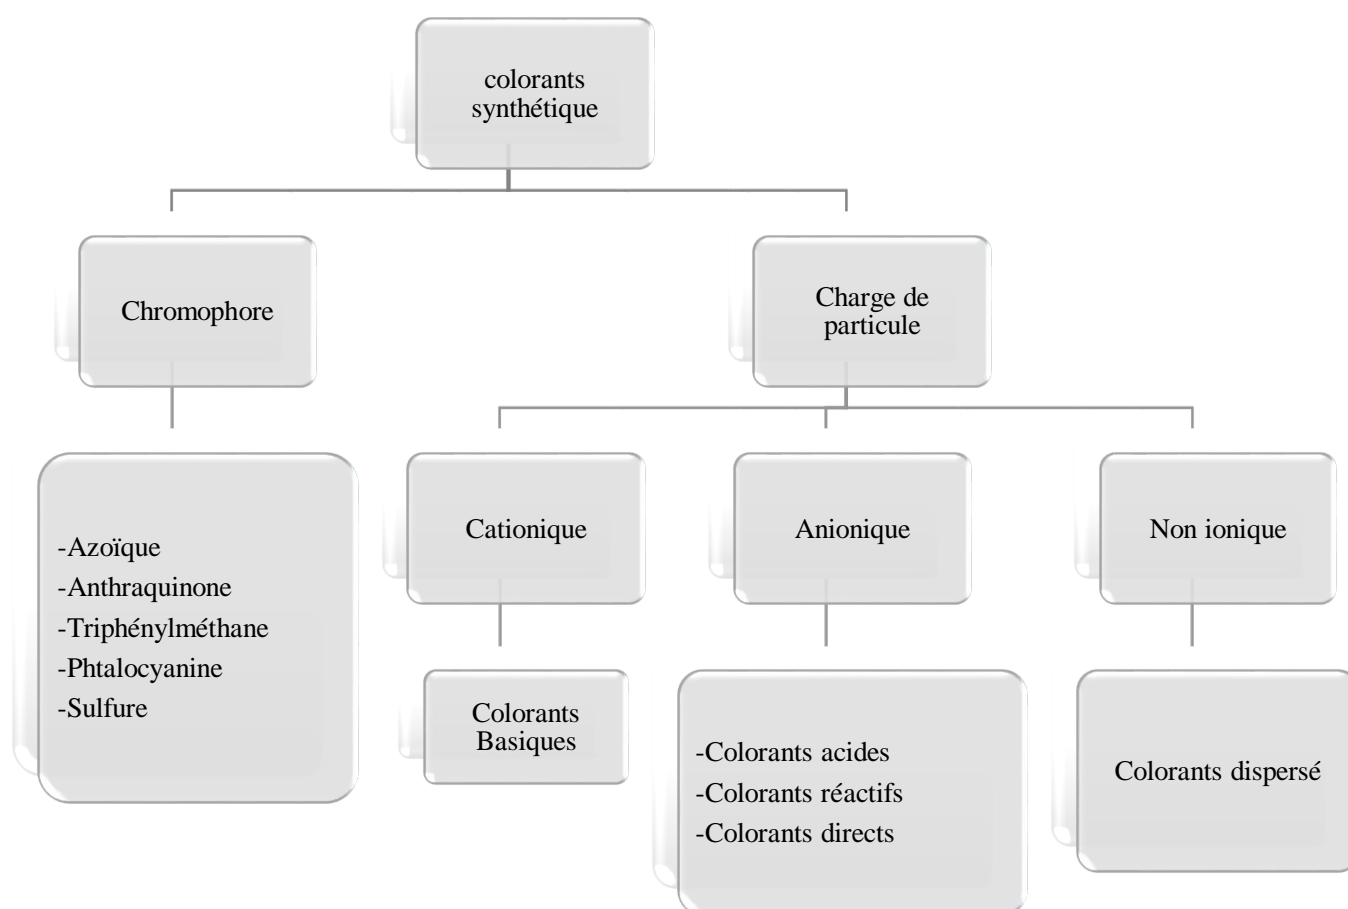 colorants
synthétique
Chromophore
Charge de
particule
-Azoïque
-Anthraquinone
-Triphénylméthane
-Phtalocyanine
-Sulfure
Cationique
Anionique
Non ionique
Colorants
Basiques
-Colorants acides
-Colorants réactifs
-Colorants directs
Colorants dispersé